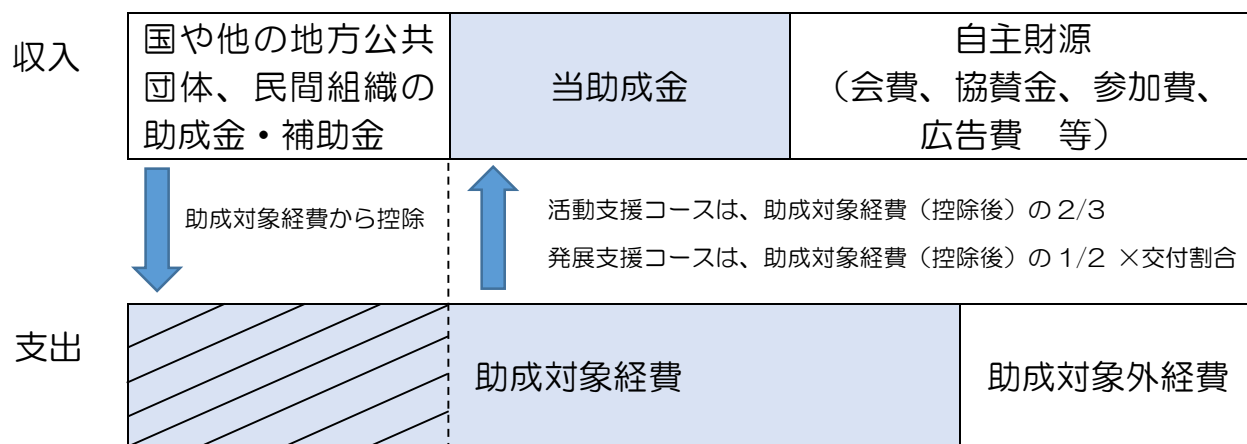 収入
国や他の地方公共
団体、民間組織の
助成金・補助金
当助成金
自主財源
（会費、協賛金、参加費、
広告費　等）
助成対象経費から控除
活動支援コースは、助成対象経費（控除後）の 2/3
発展支援コースは、助成対象経費（控除後）の 1/2 ×交付割合
支出
助成対象経費
助成対象外経費